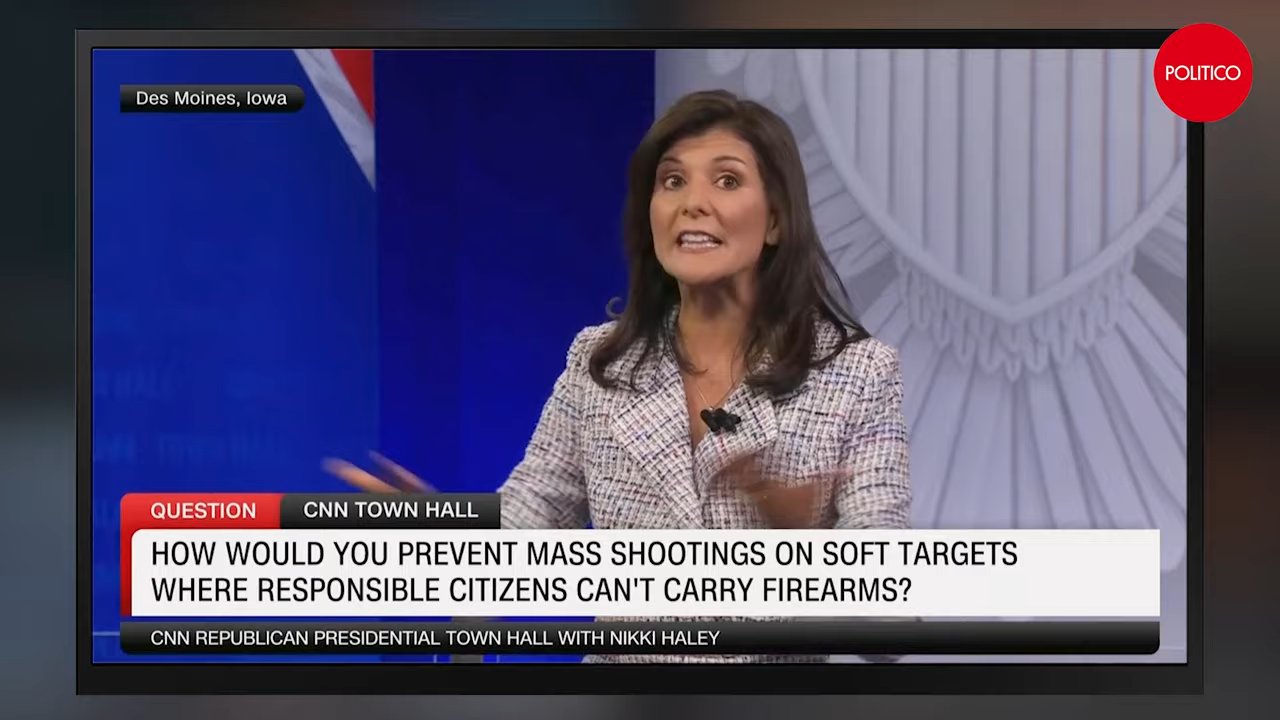 POLITICO
Des Moines, Iowa
QUESTION
CNN TOWN HALL
HOW WOULD YOU PREVENT MASS SHOOTINGS ON SOFT TARGETS
WHERE RESPONSIBLE CITIZENS CAN'T CARRY FIREARMS?
CNN REPUBLICAN PRESIDENTIAL TOWN HALL WITH NIKKI HALEY